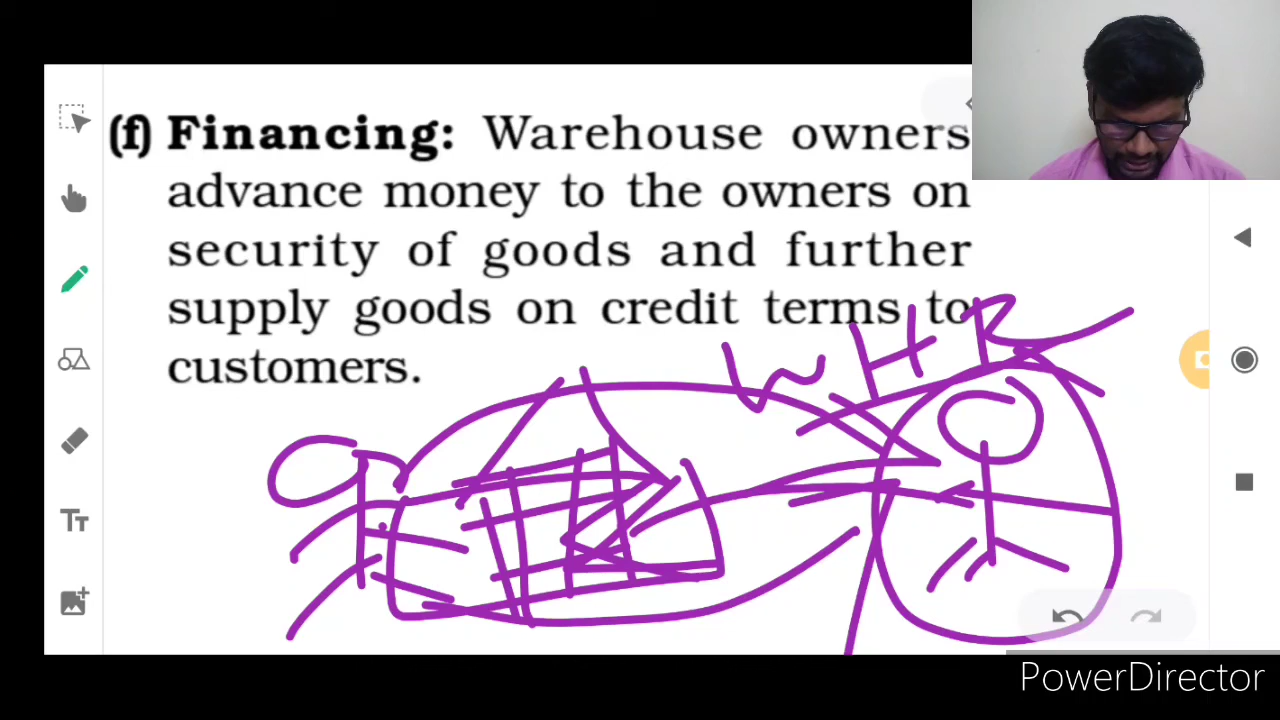 (f) Financing: Warehouse owners
advance money to the owners on
security of goods and further
supply goods on credit terms to
customers.
WHR
Tт
PowerDirector